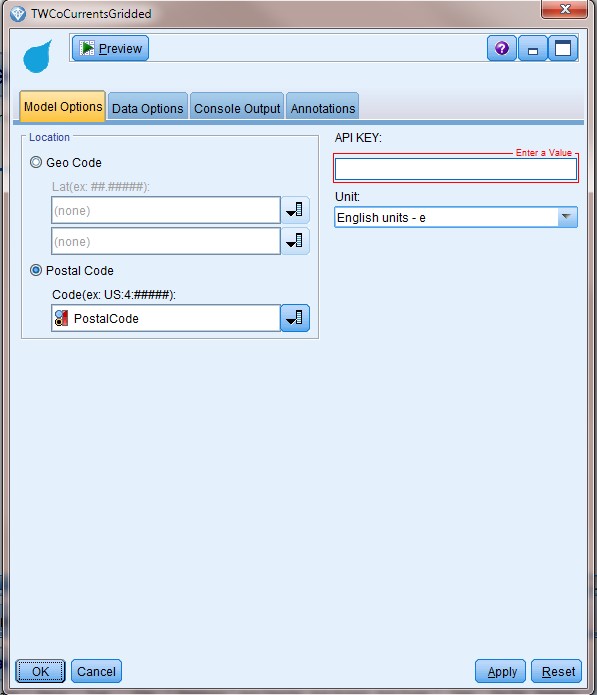 TWCoCurrentsGridded
Preview
Model Options Data Options Console Output Annotations
Location
Geo Code
Lat(ex: ##.#####):
(none)
(none)
Postal Code
Code(ex: US:4:#####):
PostalCode
API KEY:
Enter a Value
Unit:
English units - e
OK Cancel Apply Reset